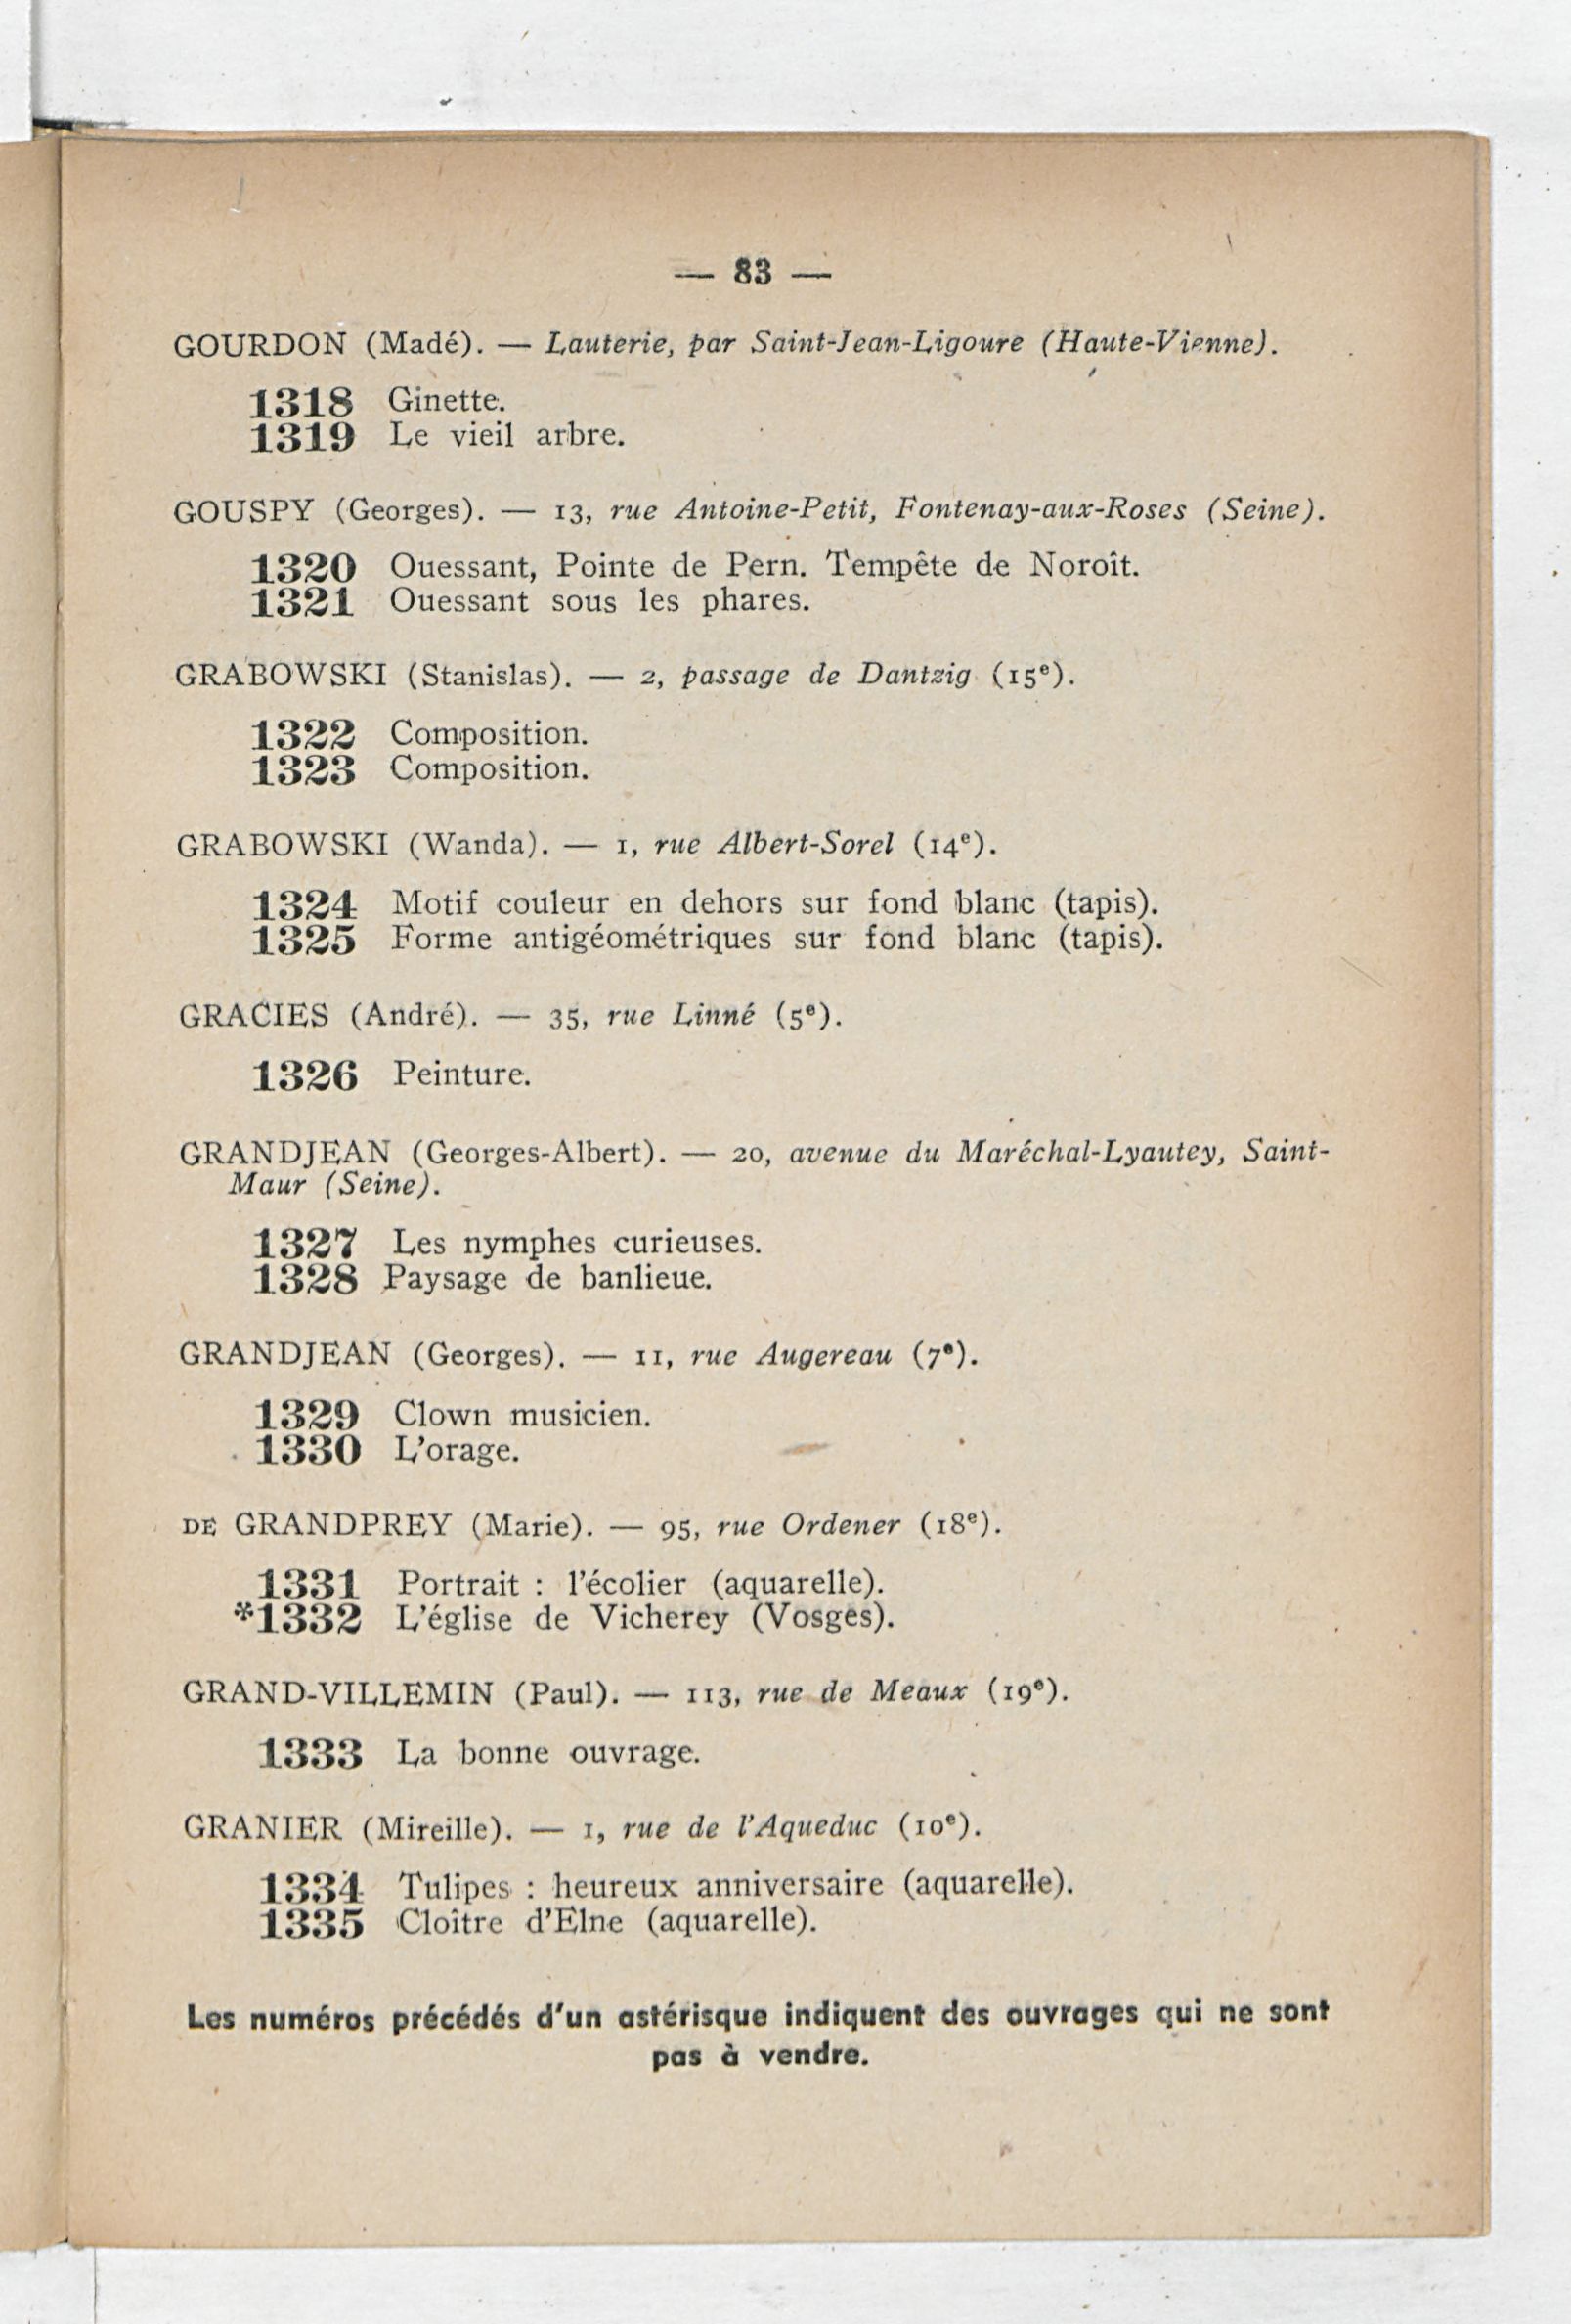 — 83 —
GOURDON (Madé). — Lauterie, par Saint-Jean-Ligoure (Haute-Vienne).
1318 Ginette.
1319 Le vieil arbre.
GOUSPY (Georges). — 13, rue Antoine-Petit, Fontenay-aux-Roses (Seine).
1320 Ouessant, Pointe de Pern. Tempête de Noroît.
1321 Ouessant sous les phares.
GRABOWSKI (Stanislas). — 2, passage de Dantzig (15e).
1322 Composition.
1323 Composition.
GRABOWSKI (Wanda). — 1, rue Albert-Sorel (14e).
1324 Motif couleur en dehors sur fond blanc (tapis).
1325 Forme antigéométriques sur fond blanc (tapis).
GRACIES (André). — 35, rue Linné (5e).
1326 Peinture.
GRANDJEAN (Georges-Albert). — 20, avenue du Maréchal-Lyautey, Saint-
Maur (Seine).
1327 Les nymphes curieuses.
1328 Paysage de banlieue.
GRANDJEAN (Georges). — 11, rue Augereau (7e).
1329 Clown musicien.
1330 L'orage.
DE GRANDPREY (Marie). — 95, rue Ordener (18e).
1331 Portrait : l'écolier (aquarelle).
*1332 L'église de Vicherey (Vosges).
GRAND-VILLEMIN (Paul). — 113, rue de Meaux (19e).
1333 La bonne ouvrage.
GRANIER (Mireille). — 1, rue de l'Aqueduc (10e).
1334 Tulipes : heureux anniversaire (aquarelle).
1335 Cloître d'Elne (aquarelle).
Les numéros précédés d'un astérisque indiquent des ouvrages qui ne sont
pas à vendre.